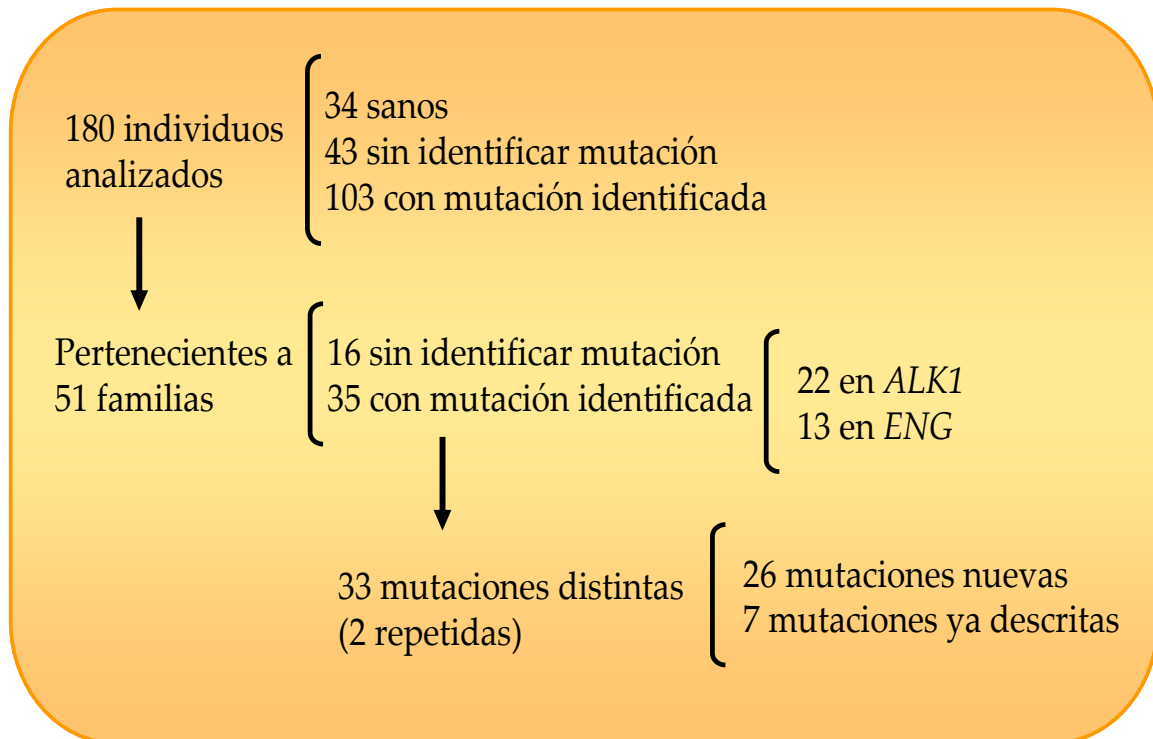 180 individuos
analizados
34 sanos
43 sin identificar mutación
103 con mutación identificada
Pertenecientes a
51 familias
16 sin identificar mutación
35 con mutación identificada
22 en ALK1
13 en ENG
33 mutaciones distintas
(2 repetidas)
26 mutaciones nuevas
7 mutaciones ya descritas